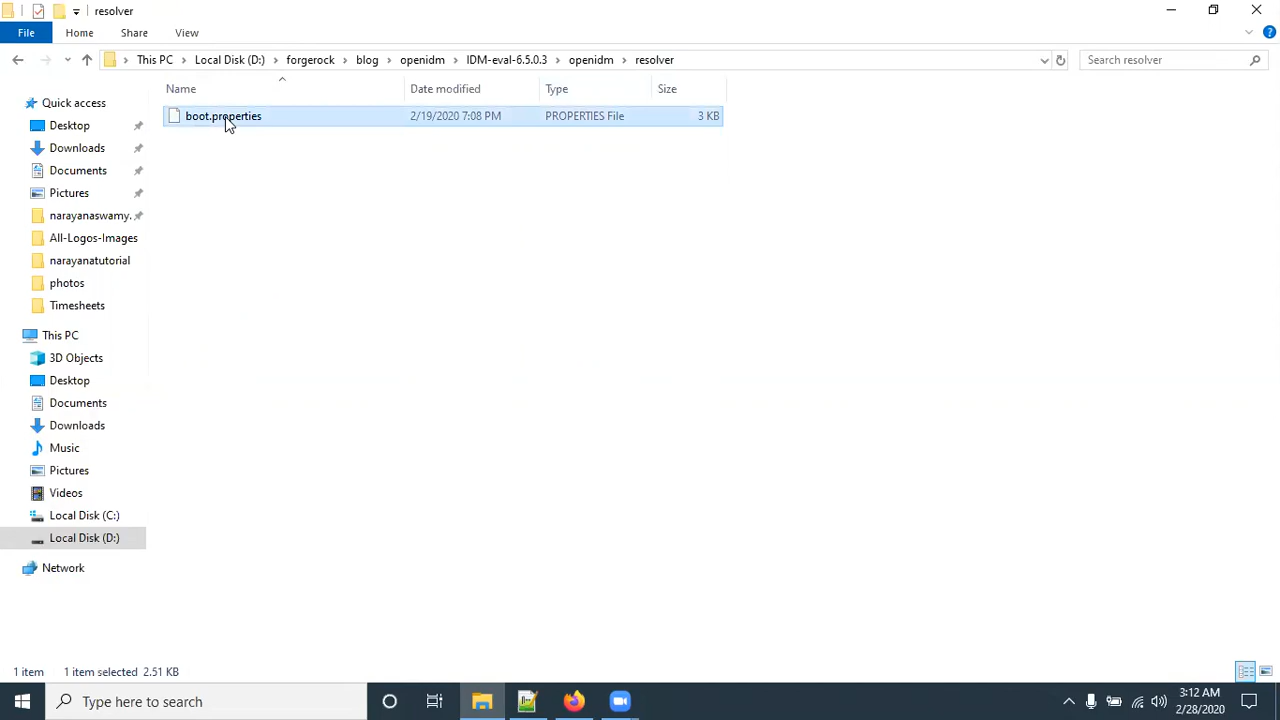 resolver
File Home Share View
This PC Local Disk (D:) forgerock blog openidm IDM-eval-6.5.0.3 openidm resolver Search resolver
Name Date modified Type Size
boot.properties 2/19/2020 7:08 PM PROPERTIES File 3 KB
Quick access
Desktop
Downloads
Documents
Pictures
narayanaswamy.
All-Logos-Images
narayanatutorial
photos
Timesheets
This PC
3D Objects
Desktop
Documents
Downloads
Music
Pictures
Videos
Local Disk (C:)
Local Disk (D:)
Network
1 item 1 item selected 2.51 KB
Type here to search 3:12 AM
2/28/2020